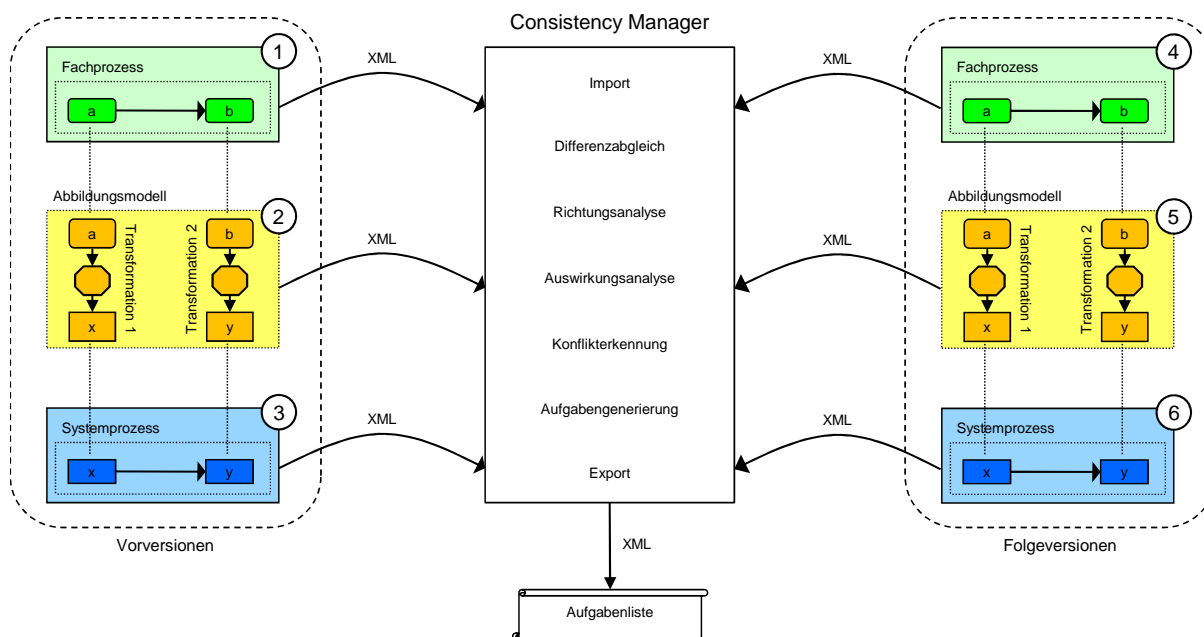 Consistency Manager
1
Fachprozess
a
b
Abbildungsmodell
2
a
b
Transformation 1
Transformation 2
x
y
3
Systemprozess
x
y
Vorversionen
XML
XML
XML
Import
Differenzabgleich
Richtungsanalyse
Auswirkungsanalyse
Konflikterkennung
Aufgabengenerierung
Export
XML
Aufgabenliste
XML
XML
XML
4
Fachprozess
a
b
Abbildungsmodell
5
a
b
Transformation 1
Transformation 2
x
y
6
Systemprozess
x
y
Folgeversionen